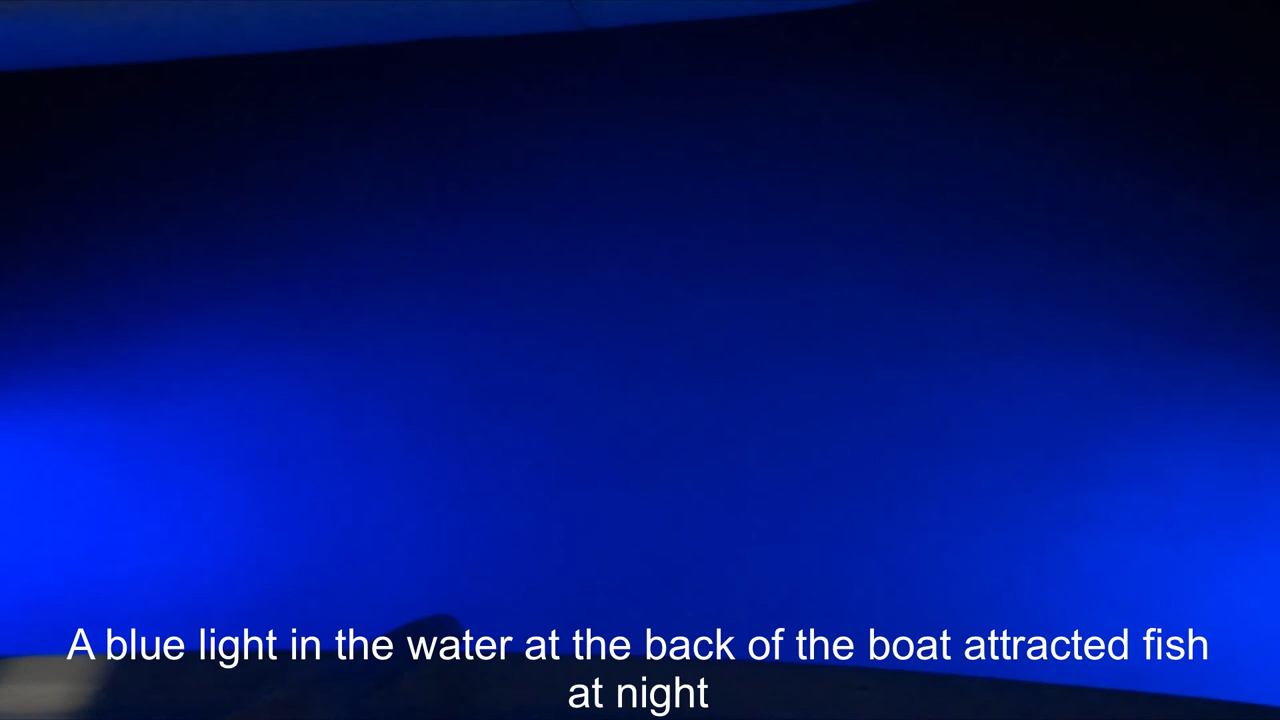 A blue light in the water at the back of the boat attracted fish
at night